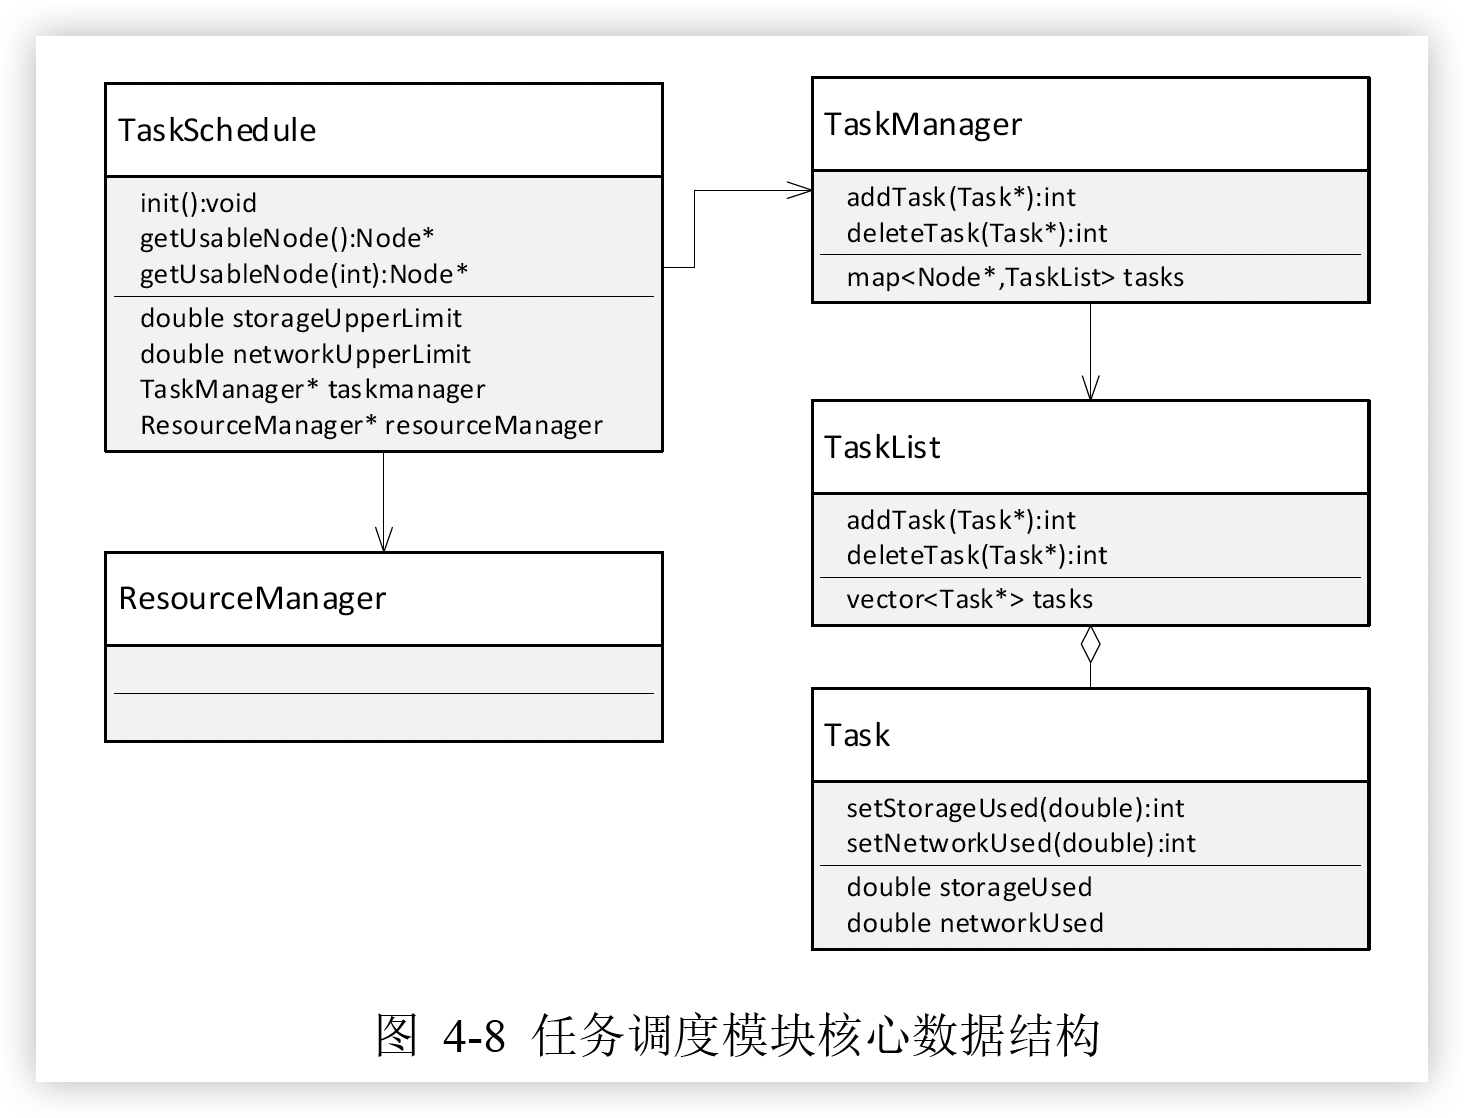 TaskSchedule
init():void
getUsableNode():Node*
getUsableNode(int):Node*
double storageUpperLimit
double networkUpperLimit
TaskManager* taskmanager
ResourceManager* resourceManager
ResourceManager
TaskManager
addTask(Task*):int
deleteTask(Task*):int
map<Node*,TaskList> tasks
TaskList
addTask(Task*):int
deleteTask(Task*):int
vector<Task*> tasks
Task
setStorageUsed(double):int
setNetworkUsed(double):int
double storageUsed
double networkUsed
图 4-8 任务调度模块核心数据结构